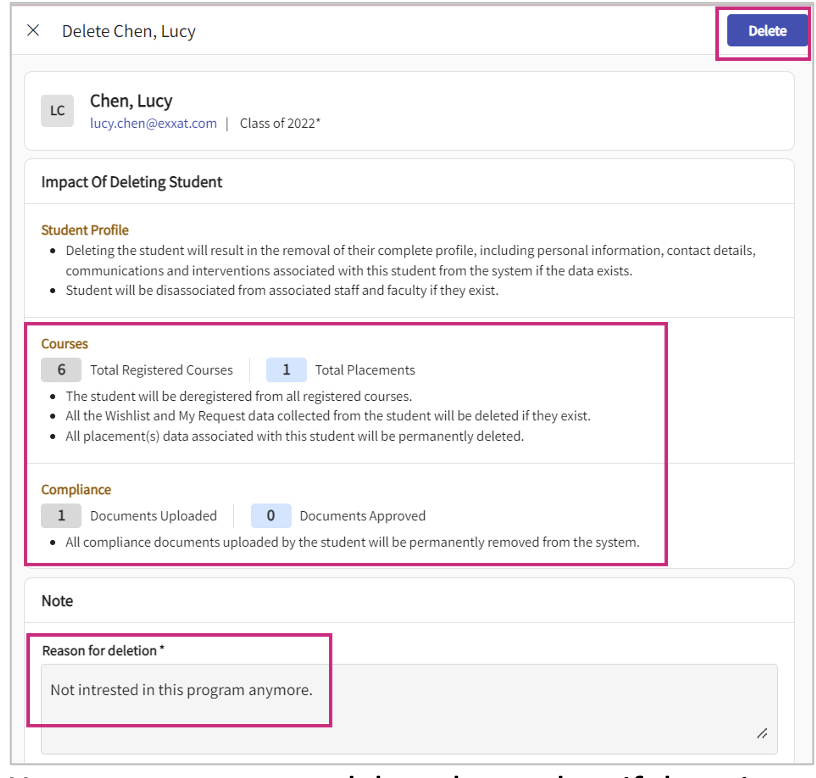 Delete Chen, Lucy
Delete
LC
Chen, Lucy
lucy.chen@exxat.com | Class of 2022*
Impact Of Deleting Student
Student Profile
• Deleting the student will result in the removal of their complete profile, including personal information, contact details,
communications and interventions associated with this student from the system if the data exists.
• Student will be disassociated from associated staff and faculty if they exist.
Courses
6 Total Registered Courses | 1 Total Placements
• The student will be deregistered from all registered courses.
• All the Wishlist and My Request data collected from the student will be deleted if they exist.
• All placement(s) data associated with this student will be permanently deleted.
Compliance
1 Documents Uploaded | 0 Documents Approved
• All compliance documents uploaded by the student will be permanently removed from the system.
Note
Reason for deletion *
Not intrested in this program anymore.